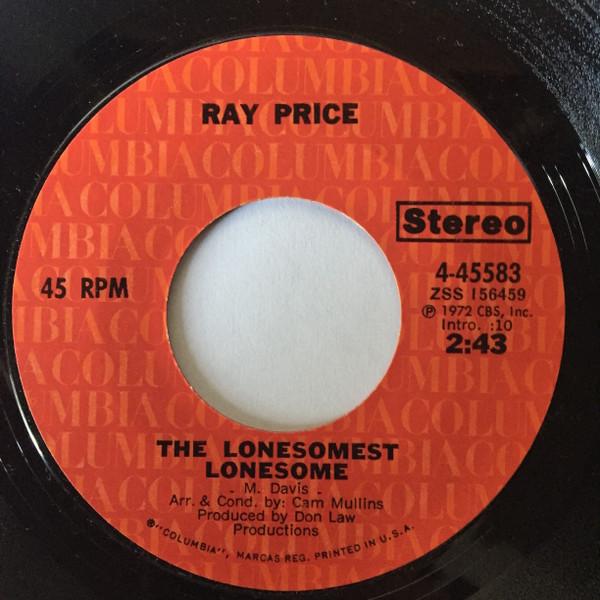 RAY PRICE
Stereo
45 RPM
4-45583
ZSS 156459
℗ 1972 CBS, Inc.
Intro. :10
2:43
THE LONESOMEST
LONESOME
- M. Davis -
Arr. & Cond. by: Cam Mullins
Produced by Don Law
Productions
®"COLUMBIA", MARCAS REG. PRINTED IN U.S.A.
COLUMBIA